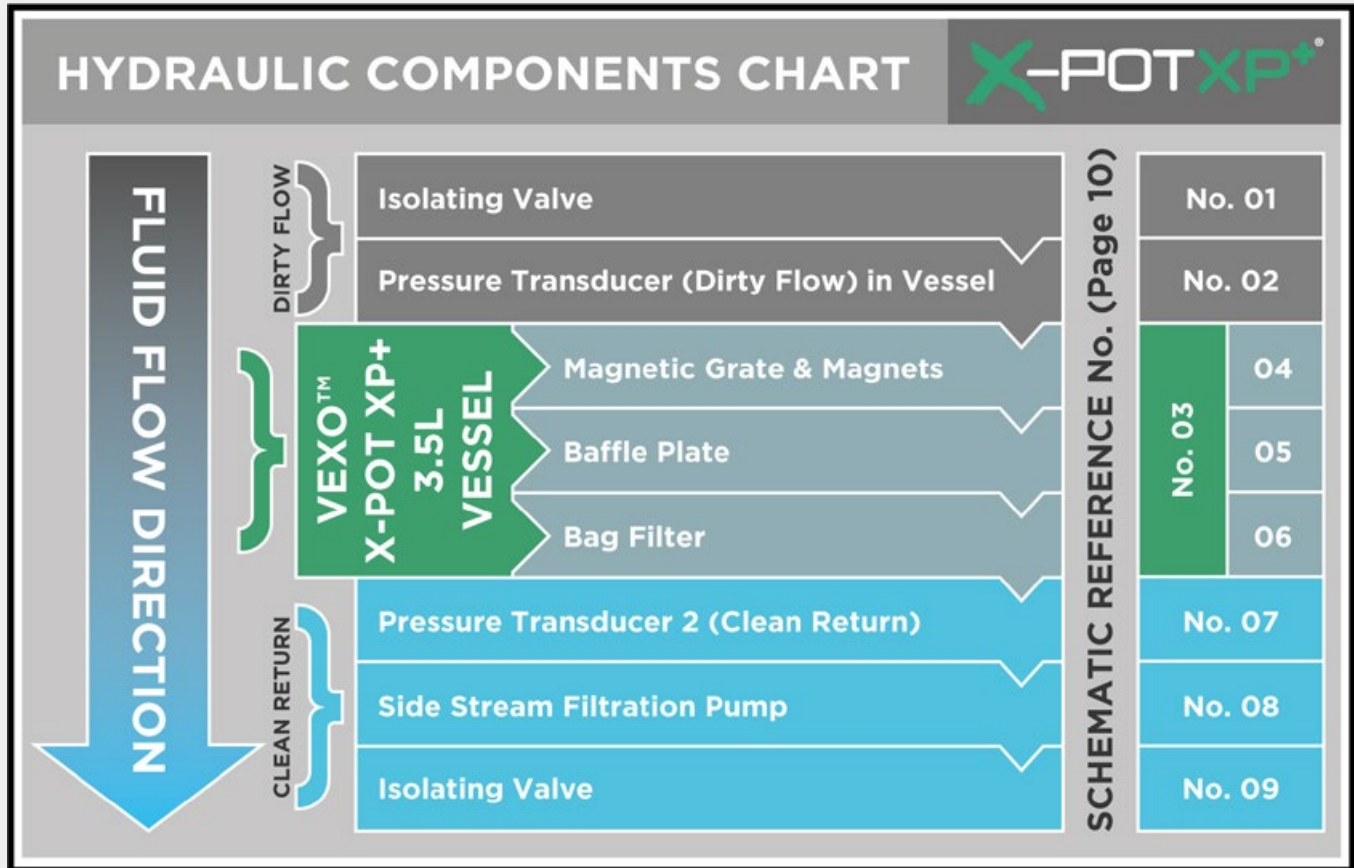 HYDRAULIC COMPONENTS CHART
X-POTXP+®
FLUID FLOW DIRECTION
DIRTY FLOW
Isolating Valve
No. 01
Pressure Transducer (Dirty Flow) in Vessel
No. 02
VEXO™
X-POT XP+
3.5L
VESSEL
Magnetic Grate & Magnets
04
Baffle Plate
05
Bag Filter
06
No. 03
CLEAN RETURN
Pressure Transducer 2 (Clean Return)
No. 07
Side Stream Filtration Pump
No. 08
Isolating Valve
No. 09
SCHEMATIC REFERENCE No. (Page 10)